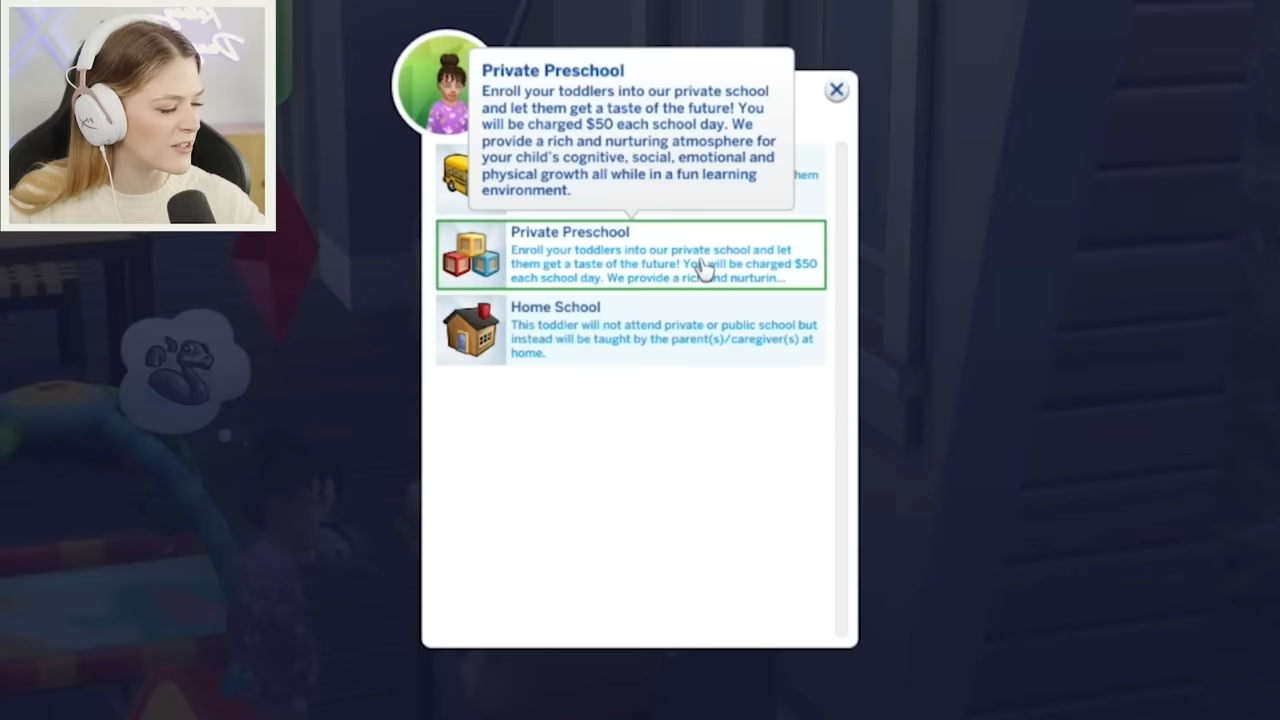 Private Preschool
Enroll your toddlers into our private school
and let them get a taste of the future! You
will be charged $50 each school day. We
provide a rich and nurturing atmosphere for
your child's cognitive, social, emotional and
physical growth all while in a fun learning
environment.
hem
Private Preschool
Enroll your toddlers into our private school and let
them get a taste of the future! You will be charged $50
each school day. We provide a rich and nurturin...
Home School
This toddler will not attend private or public school but
instead will be taught by the parent(s)/caregiver(s) at
home.